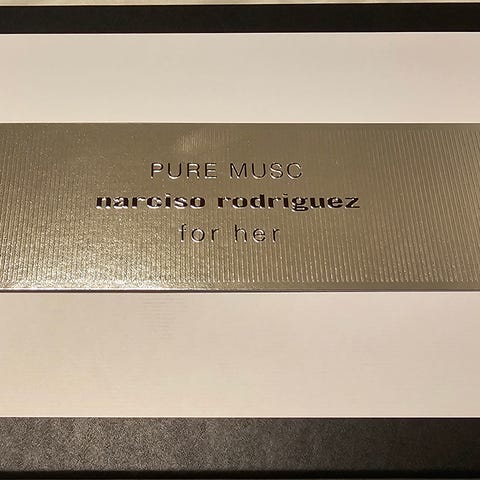 PURE MUSC
narciso rodriguez
for her